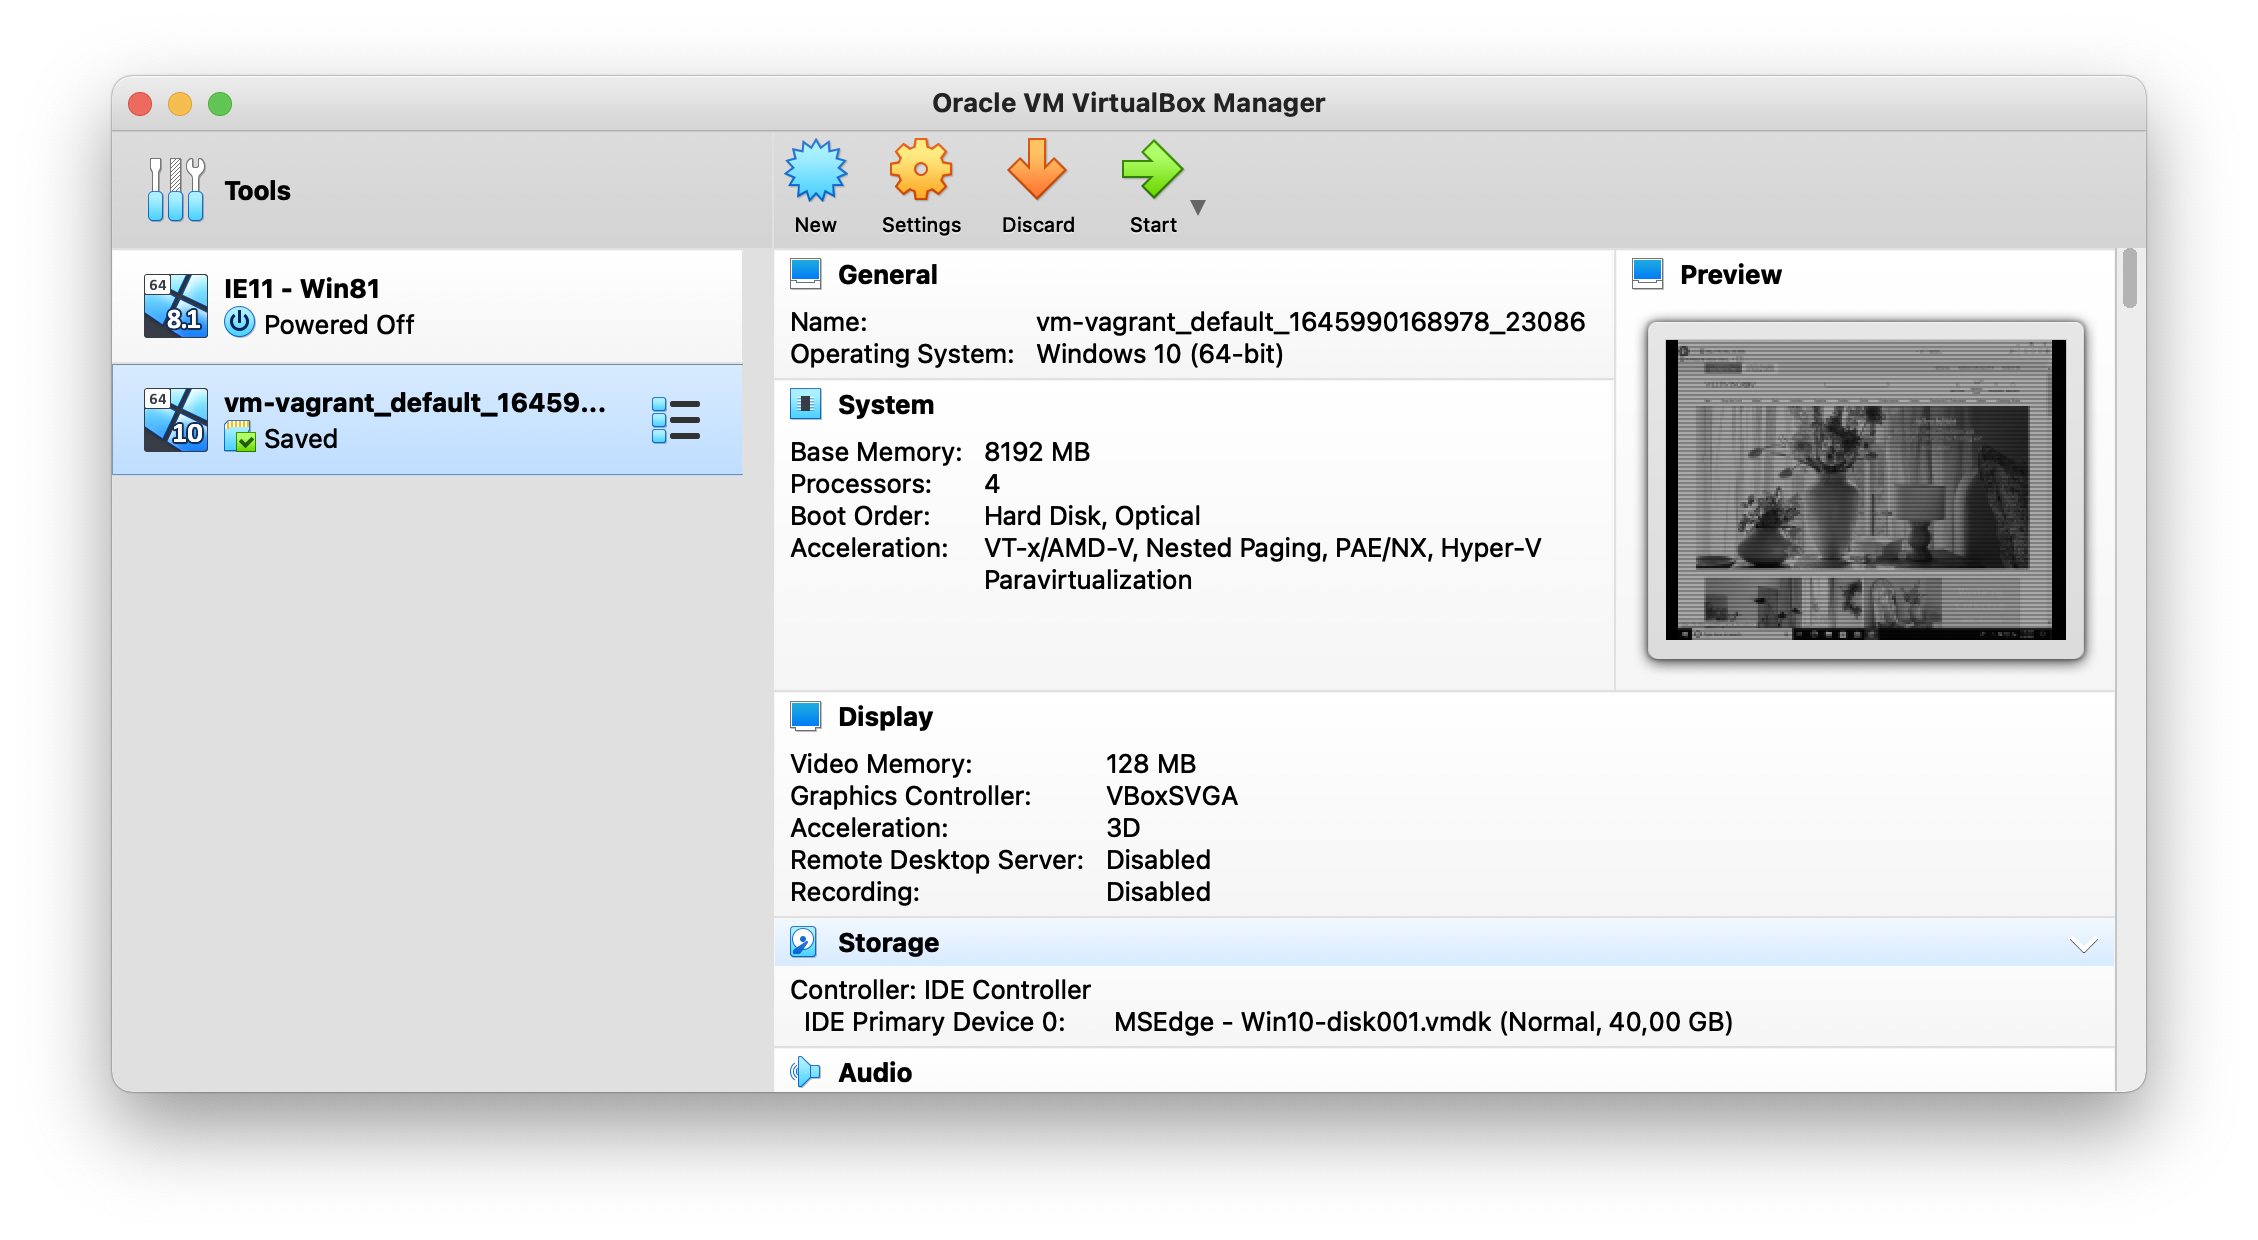 Oracle VM VirtualBox Manager
Tools
New
Settings
Discard
Start
64
8.1
IE11 - Win81
Powered Off
64
10
vm-vagrant_default_16459...
Saved
General
Name: vm-vagrant_default_1645990168978_23086
Operating System: Windows 10 (64-bit)
Preview
System
Base Memory: 8192 MB
Processors: 4
Boot Order: Hard Disk, Optical
Acceleration: VT-x/AMD-V, Nested Paging, PAE/NX, Hyper-V
Paravirtualization
Display
Video Memory: 128 MB
Graphics Controller: VBoxSVGA
Acceleration: 3D
Remote Desktop Server: Disabled
Recording: Disabled
Storage
Controller: IDE Controller
IDE Primary Device 0: MSEdge - Win10-disk001.vmdk (Normal, 40,00 GB)
Audio